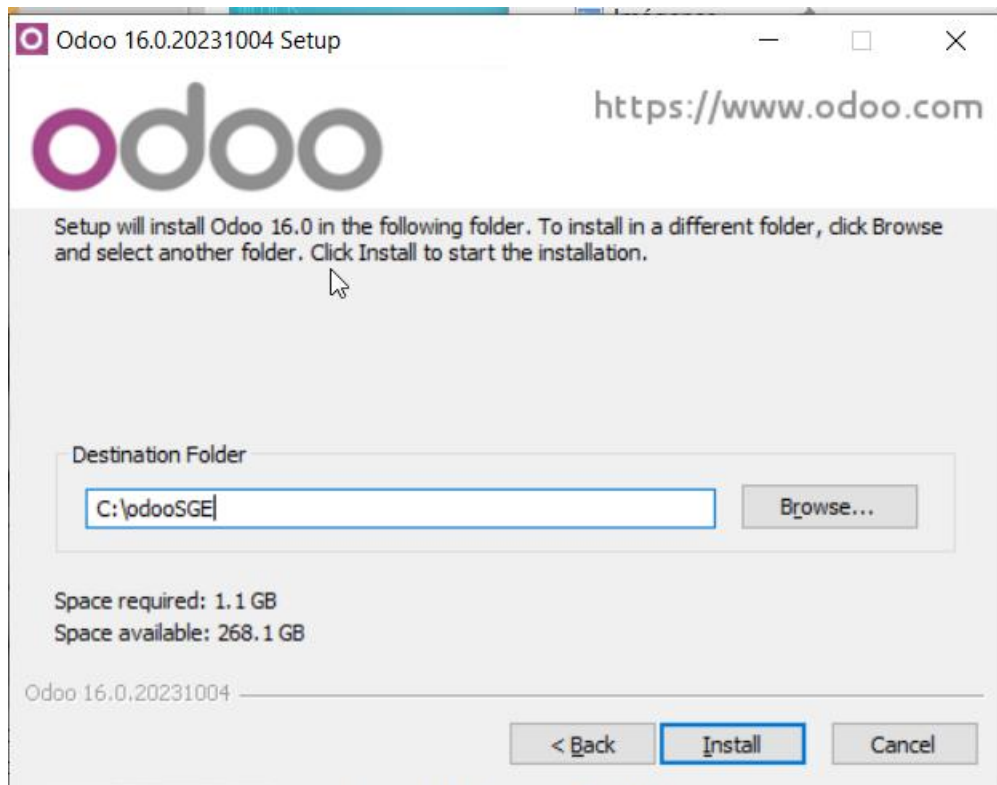 Imágenes
Odoo 16.0.20231004 Setup
odoo
https://www.odoo.com
Setup will install Odoo 16.0 in the following folder. To install in a different folder, click Browse
and select another folder. Click Install to start the installation.
Destination Folder
C:\odooSGE
Browse...
Space required: 1.1 GB
Space available: 268.1 GB
Odoo 16.0.20231004
< Back
Install
Cancel